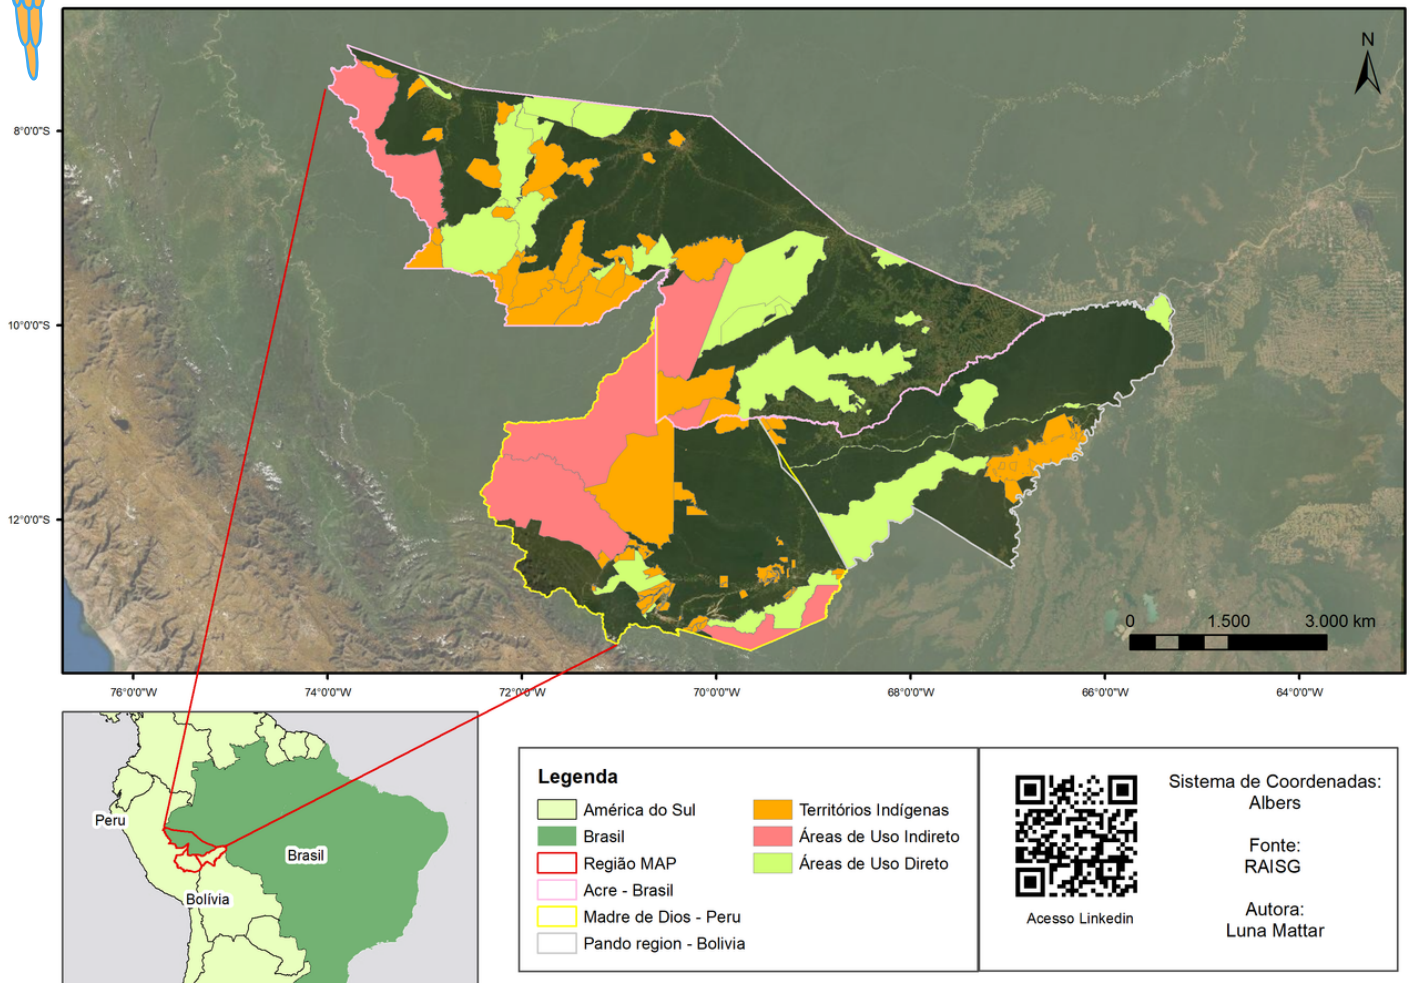 N
8°0'0"S
10°0'0"S
12°0'0"S
0 1.500 3.000 km
76°0'0"W 74°0'0"W 72°0'0"W 70°0'0"W 68°0'0"W 66°0'0"W 64°0'0"W
Peru
Brasil
Bolívia
Legenda
América do Sul
Brasil
Região MAP
Acre - Brasil
Madre de Dios - Peru
Pando region - Bolivia
Territórios Indígenas
Áreas de Uso Indireto
Áreas de Uso Direto
Acesso Linkedin
Sistema de Coordenadas:
Albers
Fonte:
RAISG
Autora:
Luna Mattar